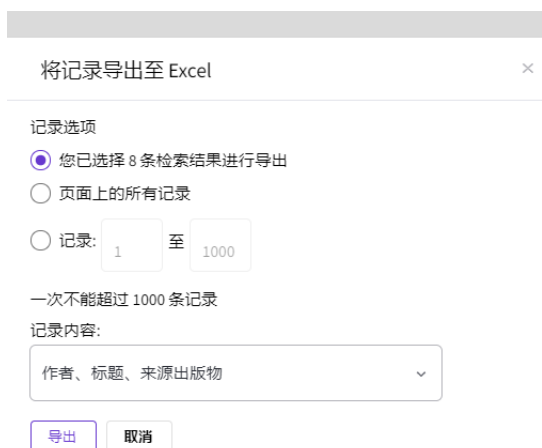 将记录导出至 Excel ×
记录选项
您已选择 8 条检索结果进行导出
页面上的所有记录
记录: 1 至 1000
一次不能超过 1000 条记录
记录内容:
作者、标题、来源出版物
导出 取消